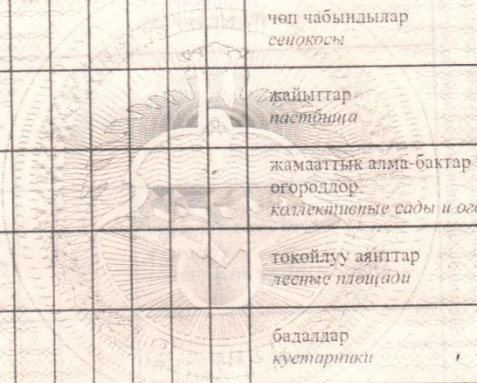 чөп чабындылар
сенокосы
жайыттар
пастбища
жамааттык алма-бактар
огороддор
коллективные сады и ого
токойлуу аянттар
лесные площади
бадалдар
кустарники